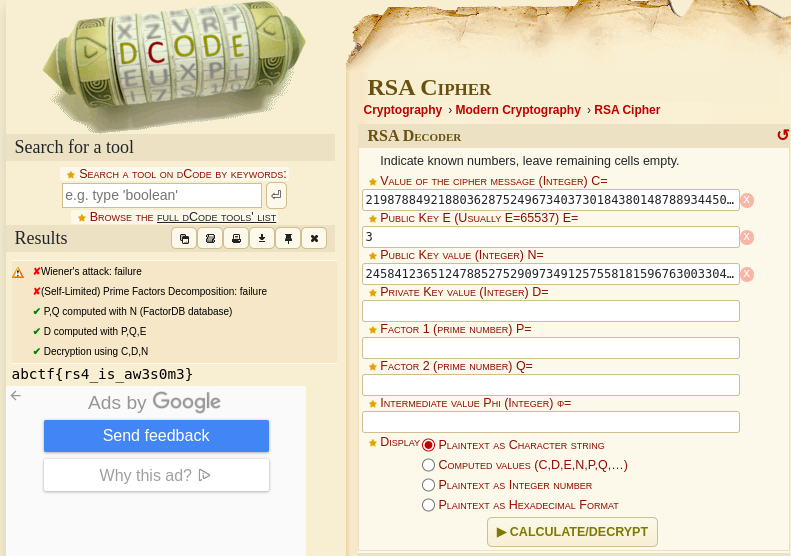 X Z V R T
D C O D E
E U X P L
Search for a tool
Search a tool on dCode by keywords:
e.g. type 'boolean'
Browse the full dCode tools' list
Results
✘Wiener's attack: failure
✘(Self-Limited) Prime Factors Decomposition: failure
✔ P,Q computed with N (FactorDB database)
✔ D computed with P,Q,E
✔ Decryption using C,D,N
abctf{rs4_is_aw3s0m3}
Ads by Google
Send feedback
Why this ad?
RSA Cipher
Cryptography › Modern Cryptography › RSA Cipher
RSA Decoder
Indicate known numbers, leave remaining cells empty.
Value of the cipher message (Integer) C=
219878849218803628752496734037301843801487889344 50…
X
Public Key E (Usually E=65537) E=
3
X
Public Key value (Integer) N=
24584123651247885275290973491257558181596763003304…
X
Private Key value (Integer) D=
Factor 1 (prime number) P=
Factor 2 (prime number) Q=
Intermediate value Phi (Integer) φ=
Display
Plaintext as Character string
Computed values (C,D,E,N,P,Q,…)
Plaintext as Integer number
Plaintext as Hexadecimal Format
▶ CALCULATE/DECRYPT